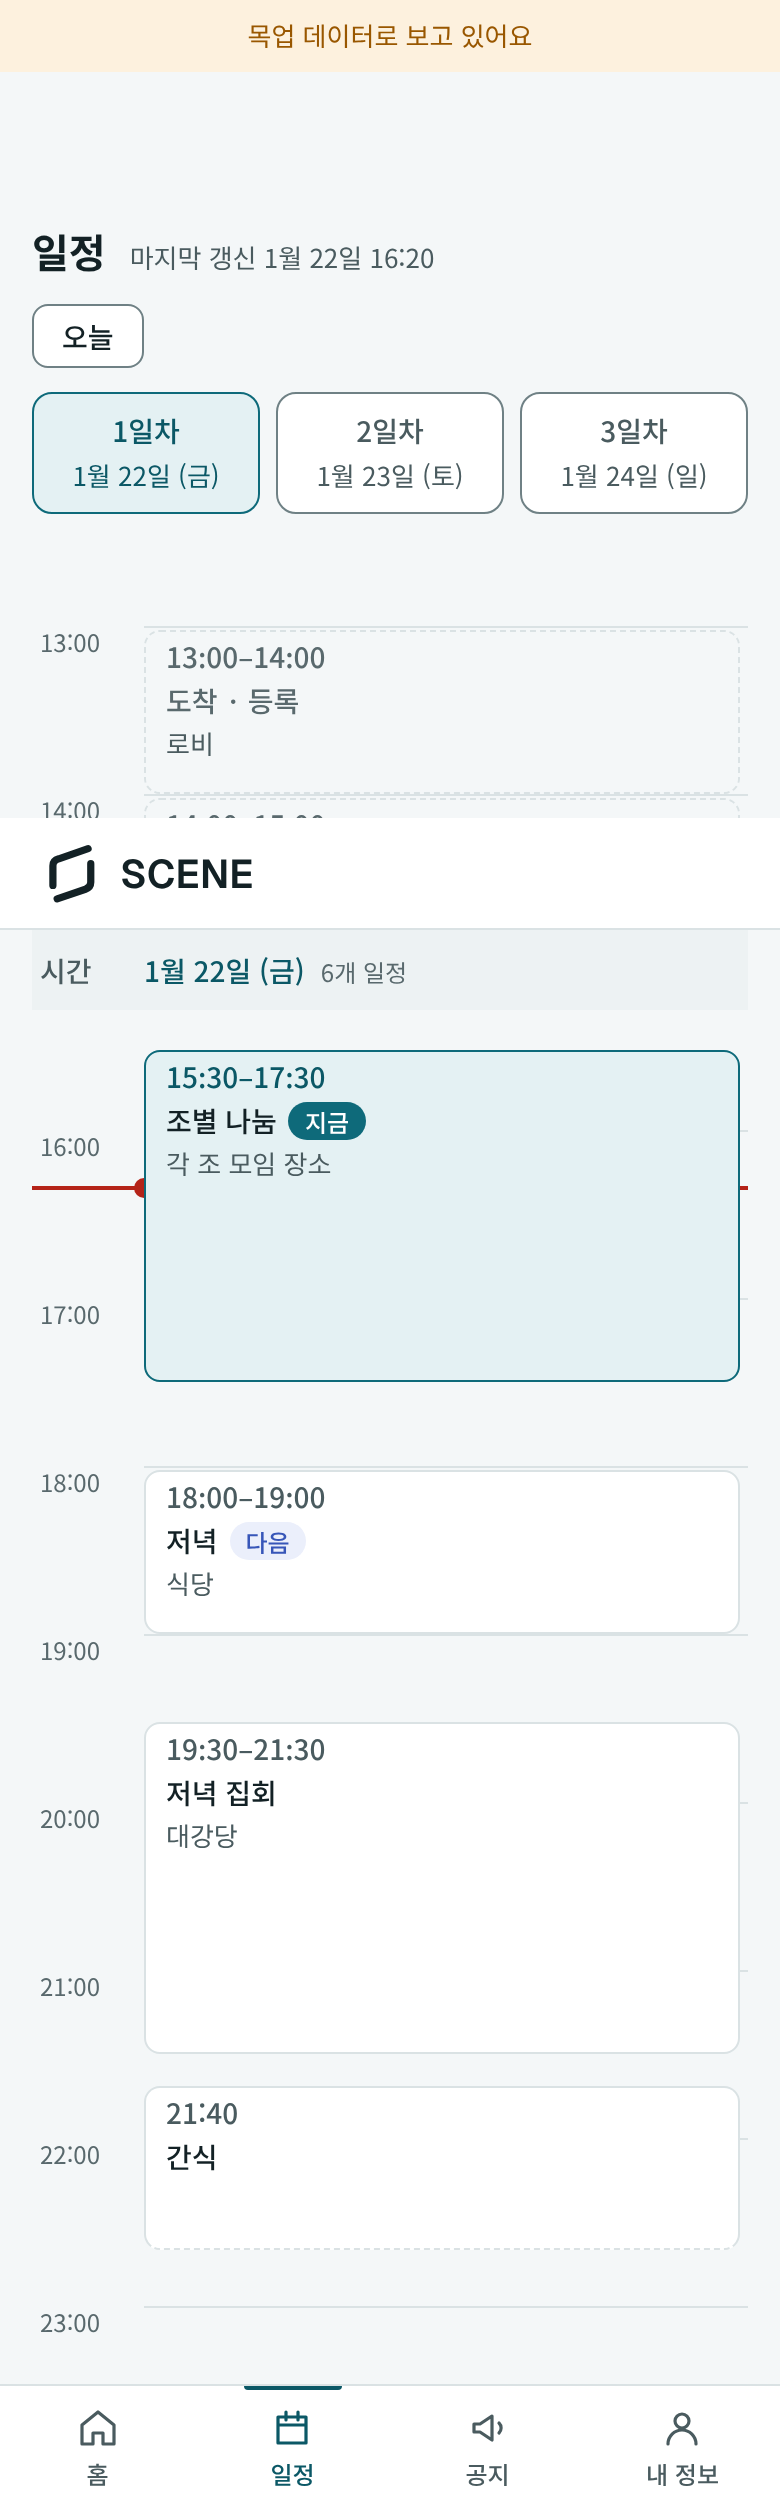 목업 데이터로 보고 있어요
일정 마지막 갱신 1월 22일 16:20
오늘
1일차
1월 22일 (금)
2일차
1월 23일 (토)
3일차
1월 24일 (일)
13:00
13:00–14:00
도착 · 등록
로비
14:00
14:00–15:00
SCENE
시간 1월 22일 (금) 6개 일정
15:30–17:30
조별 나눔 지금
각 조 모임 장소
16:00
17:00
18:00
18:00–19:00
저녁 다음
식당
19:00
19:30–21:30
저녁 집회
대강당
20:00
21:00
21:40
간식
22:00
23:00
홈
일정
공지
내 정보